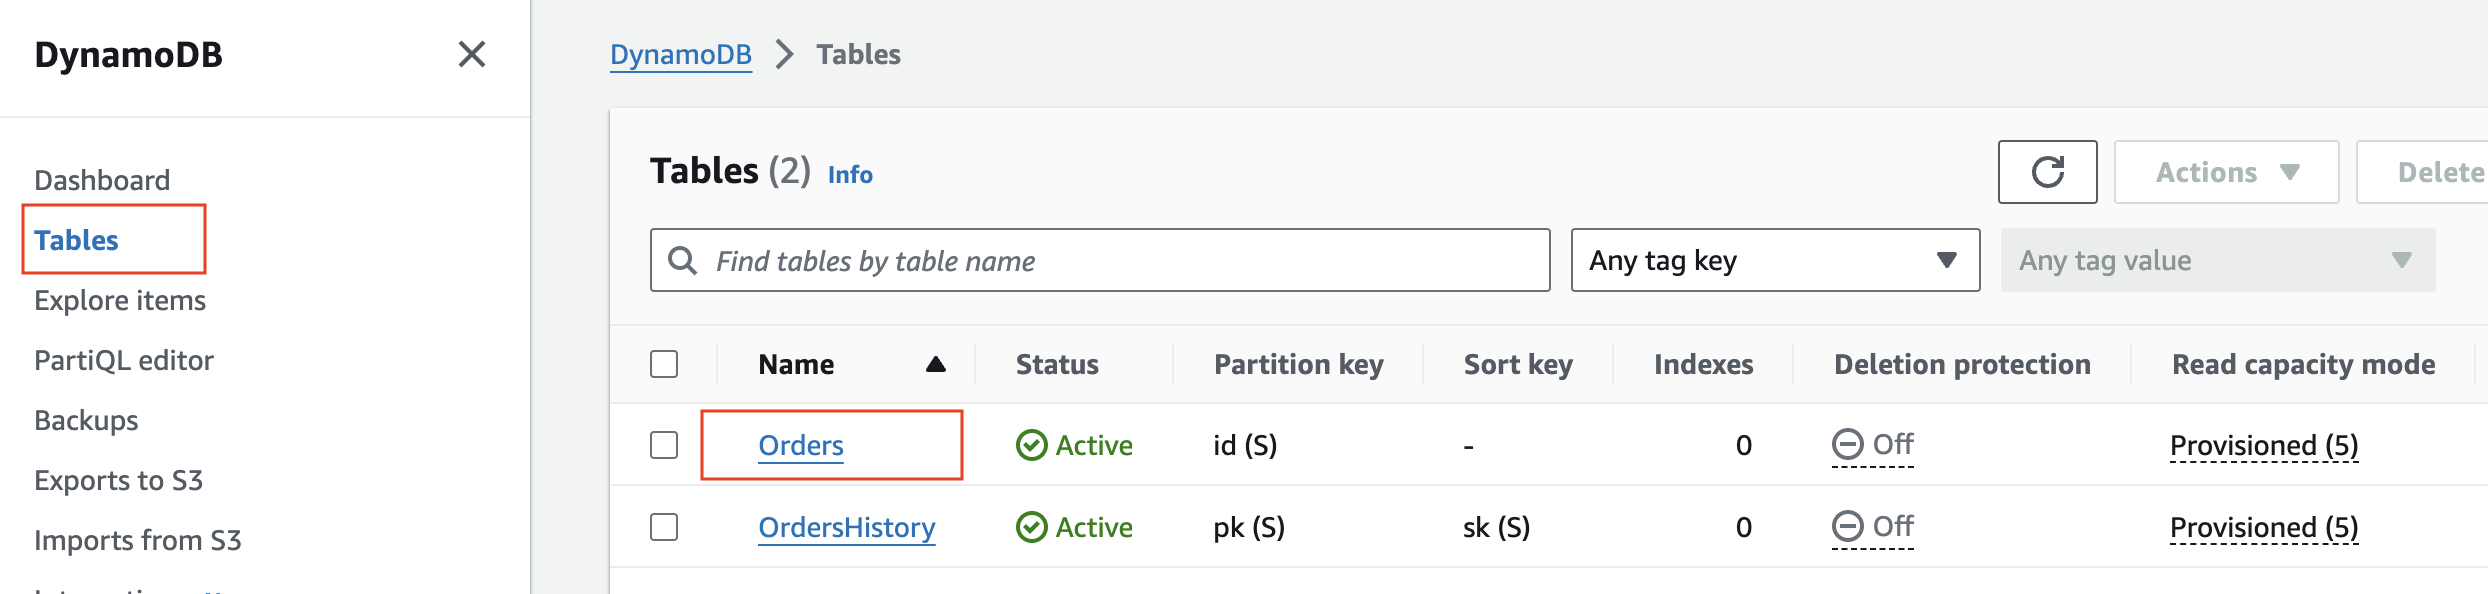 DynamoDB
Dashboard
Tables
Explore items
PartiQL editor
Backups
Exports to S3
Imports from S3
DynamoDB > Tables
Tables (2) Info
Actions
Delete
Find tables by table name
Any tag key
Any tag value
Name Status Partition key Sort key Indexes Deletion protection Read capacity mode
Orders Active id (S) - 0 Off Provisioned (5)
OrdersHistory Active pk (S) sk (S) 0 Off Provisioned (5)